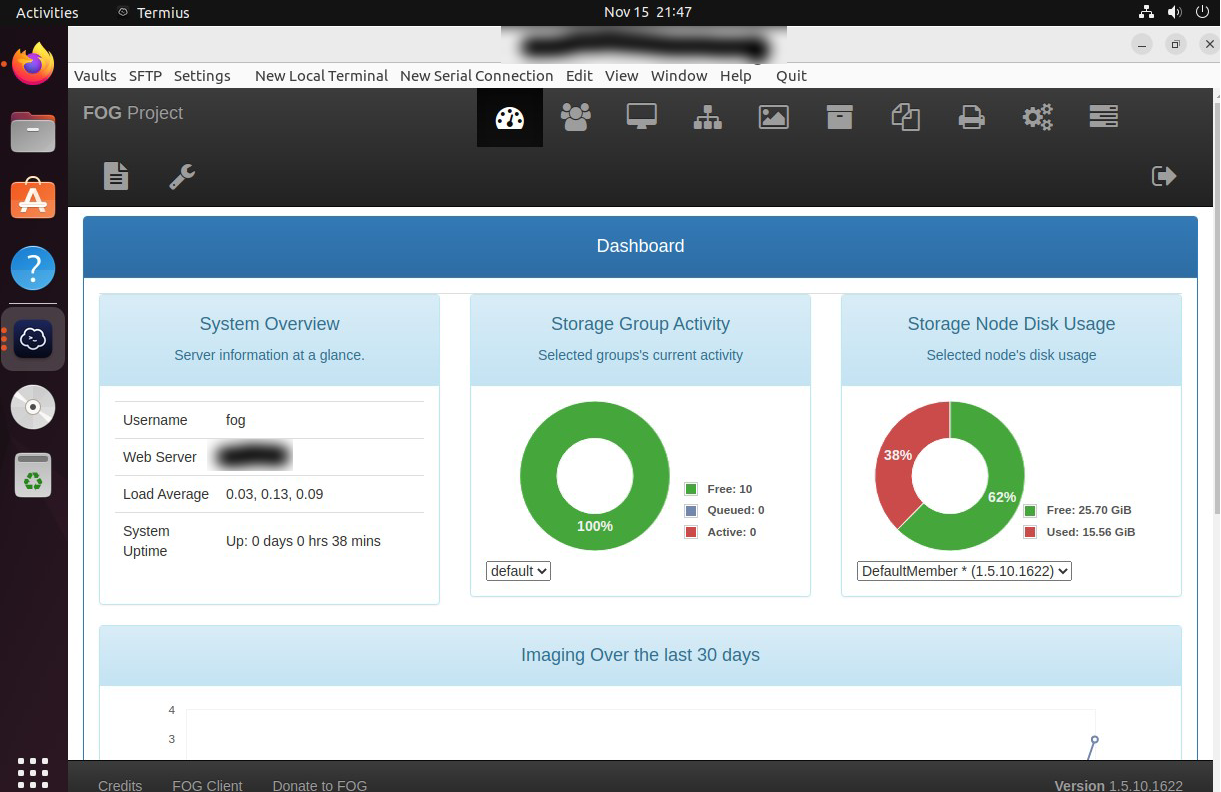 Activities Termius Nov 15 21:47
Vaults SFTP Settings New Local Terminal New Serial Connection Edit View Window Help Quit
FOG Project
Dashboard
System Overview
Server information at a glance.
Username fog
Web Server
Load Average 0.03, 0.13, 0.09
System
Uptime
Up: 0 days 0 hrs 38 mins
Storage Group Activity
Selected groups's current activity
100%
Free: 10
Queued: 0
Active: 0
default
Storage Node Disk Usage
Selected node's disk usage
38%
62%
Free: 25.70 GiB
Used: 15.56 GiB
DefaultMember * (1.5.10.1622)
Imaging Over the last 30 days
4
3
Credits FOG Client Donate to FOG Version 1.5.10.1622